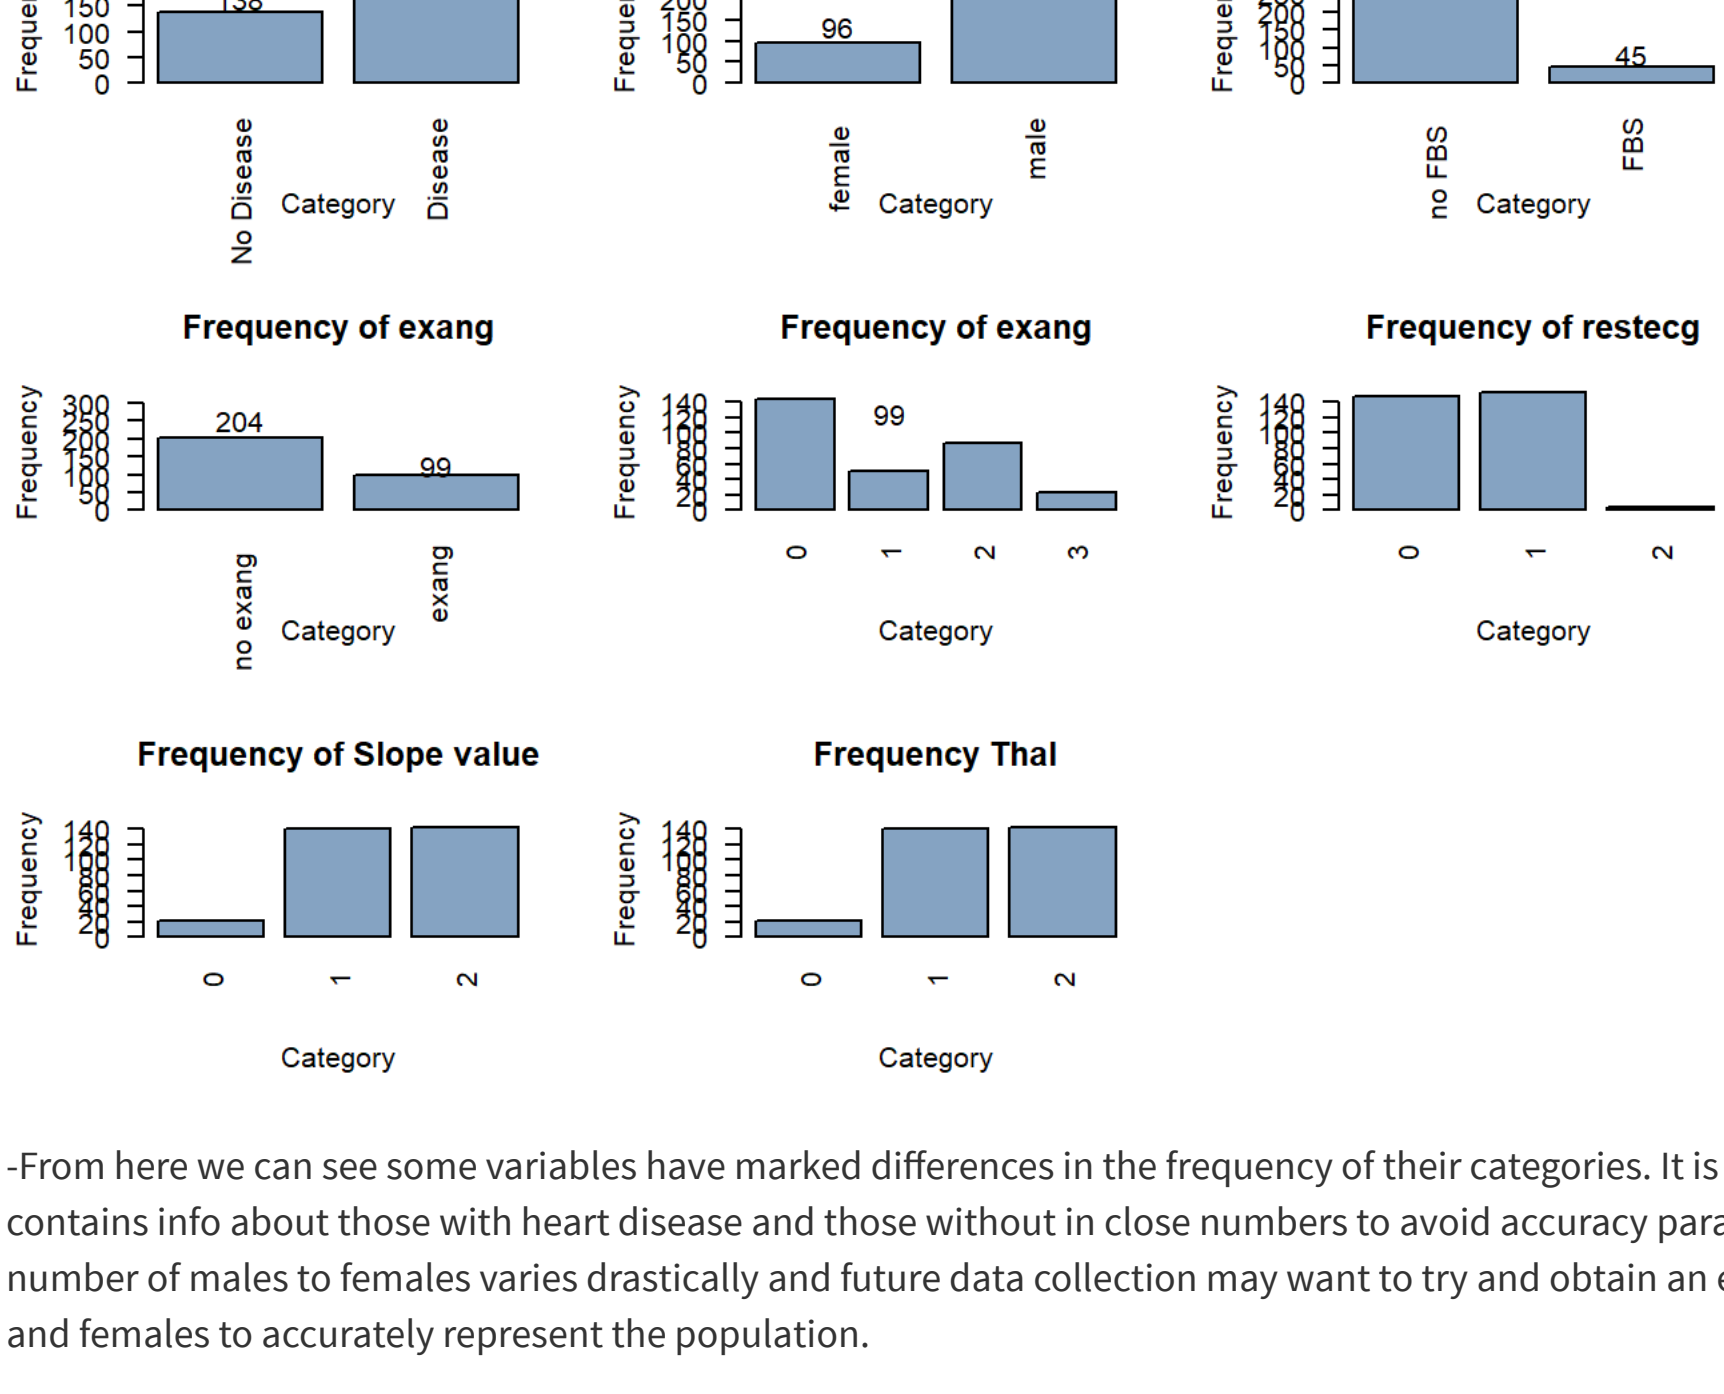 150 200 200
100 138 150 96 150 45
50 100 100
0 50 50
0 0
No Disease Disease female male no FBS FBS
Category Category Category
Frequency of exang Frequency of exang Frequency of restecg
Frequency Frequency Frequency
300 204 140 99 140
250 120 120
200 100 100
150 99 80 80
100 60 60
50 40 40
0 20 20
0 0
no exang exang 0 1 2 3 0 1 2
Category Category Category
Frequency of Slope value Frequency Thal
Frequency Frequency
140 140
120 120
100 100
80 80
60 60
40 40
20 20
0 0
0 1 2 0 1 2
Category Category
-From here we can see some variables have marked differences in the frequency of their categories. It is
contains info about those with heart disease and those without in close numbers to avoid accuracy
number of males to females varies drastically and future data collection may want to try and obtain an
and females to accurately represent the population.